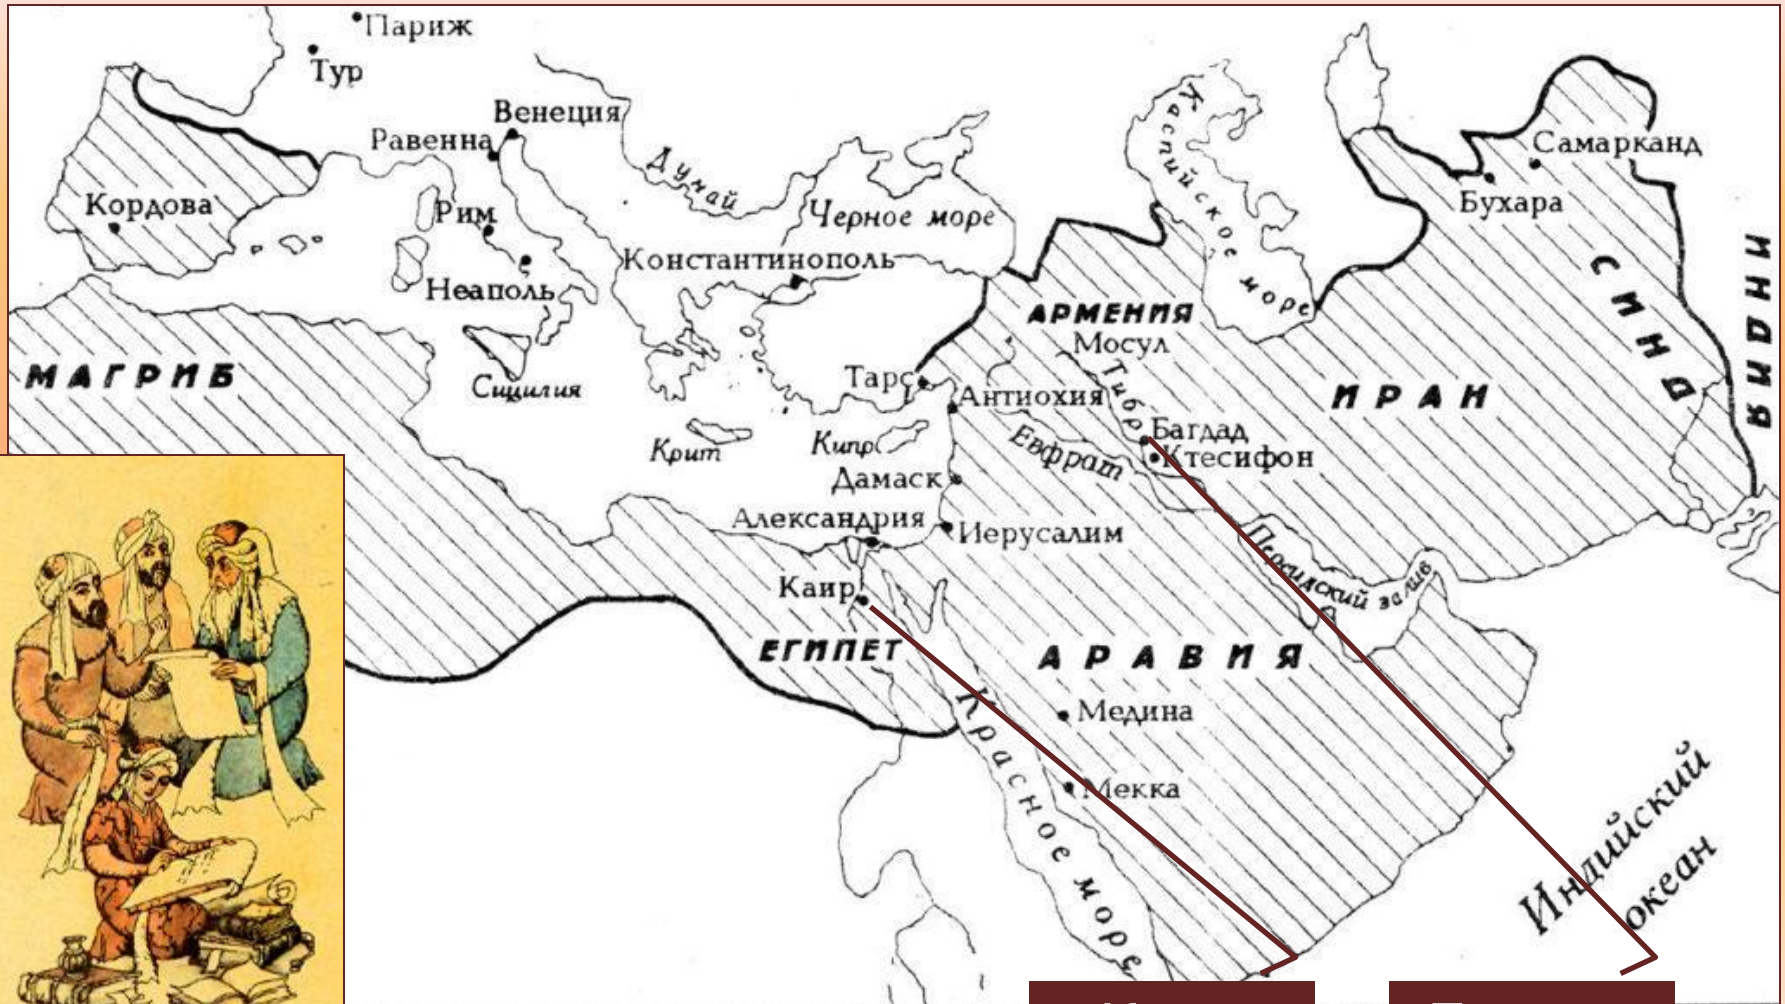 Париж
Тур
Венеция
Равенна
Думай
Каспийское море
Самарканд
Бухара
Кордова
Рим
Черное море
Константинополь
Неаполь
СИНД
ИНДИЯ
АРМЕНИЯ
Мосул
МАГРИБ
Сицилия
Тарс
Антиохия
Тибр
ИРАН
Крит
Кипр
Евфрат
Багдад
Ктесифон
Дамаск
Александрия
Иерусалим
Персидский залив
Каир
ЕГИПЕТ
АРАВИЯ
Красное море
Медина
Мекка
Индийский
океан